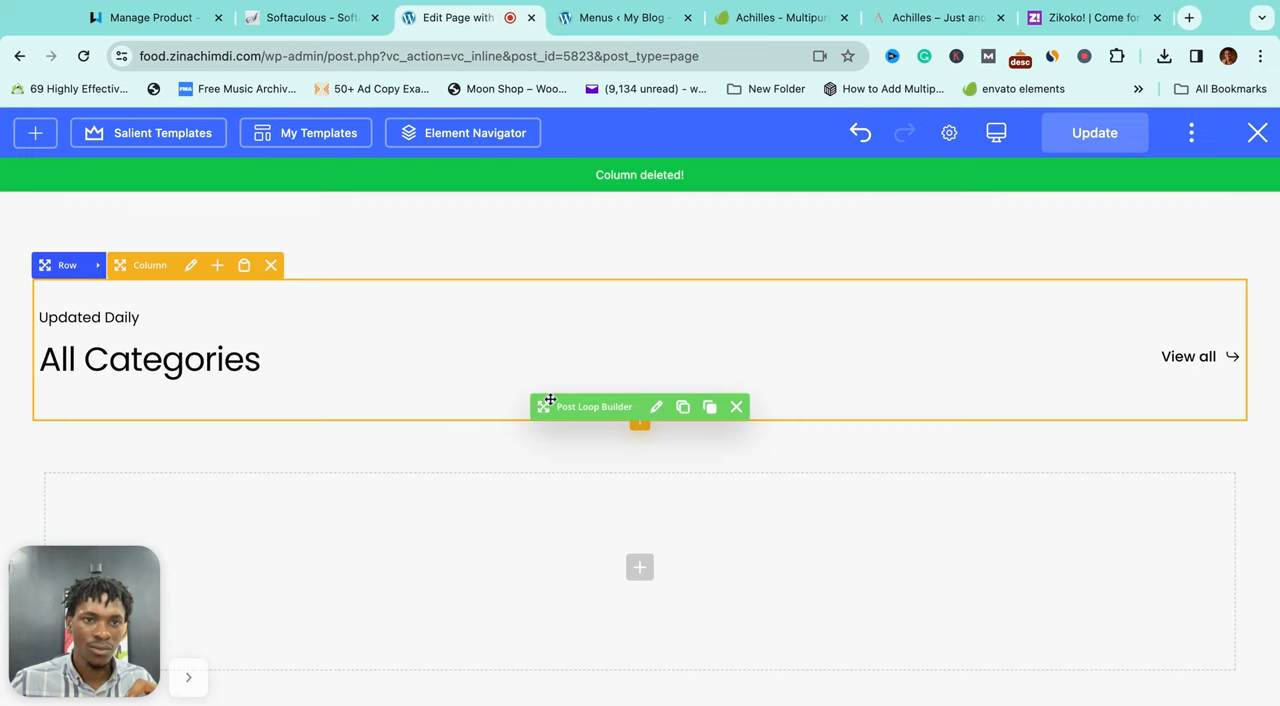 Manage Product -
Softaculous - Soft
Edit Page with
Menus ‹ My Blog -
Achilles - Multipur
Achilles – Just ano
Zikoko! | Come for
food.zinachimdi.com/wp-admin/post.php?vc_action=vc_inline&post_id=5823&post_type=page
desc
69 Highly Effectiv...
FMA
Free Music Archiv...
50+ Ad Copy Exa...
Moon Shop – Woo...
(9,134 unread) - w...
New Folder
How to Add Multip...
envato elements
All Bookmarks
Salient Templates
My Templates
Element Navigator
Update
Column deleted!
Row
Column
Updated Daily
All Categories
View all
Post Loop Builder